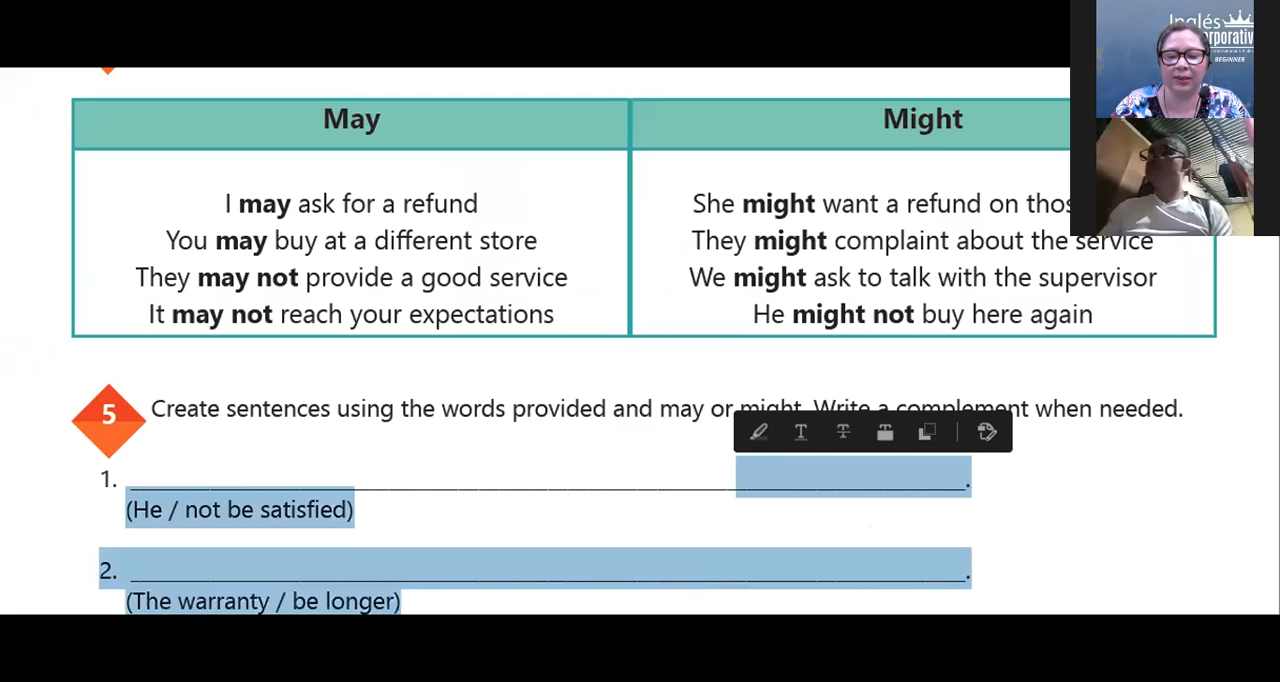 Inglés
BEGINNER
May
Might
I may ask for a refund
You may buy at a different store
They may not provide a good service
It may not reach your expectations
She might want a refund on
They might complaint about the service
We might ask to talk with the supervisor
He might not buy here again
5 Create sentences using the words provided and may or might. Write a complement when needed.
1. ______________________________.
(He / not be satisfied)
2. ______________________________.
(The warranty / be longer)